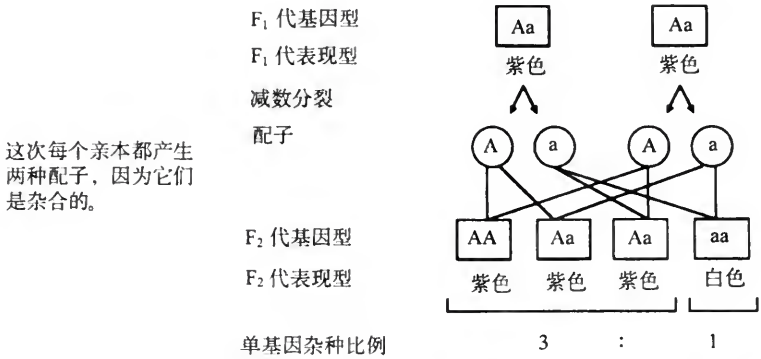 F₁ 代基因型 Aa Aa
F₁ 代表现型 紫色 紫色
减数分裂
配子 A a A a
这次每个亲本都产生
两种配子，因为它们
是杂合的。
F₂ 代基因型 AA Aa Aa aa
F₂ 代表现型 紫色 紫色 紫色 白色
单基因杂种比例 3 : 1